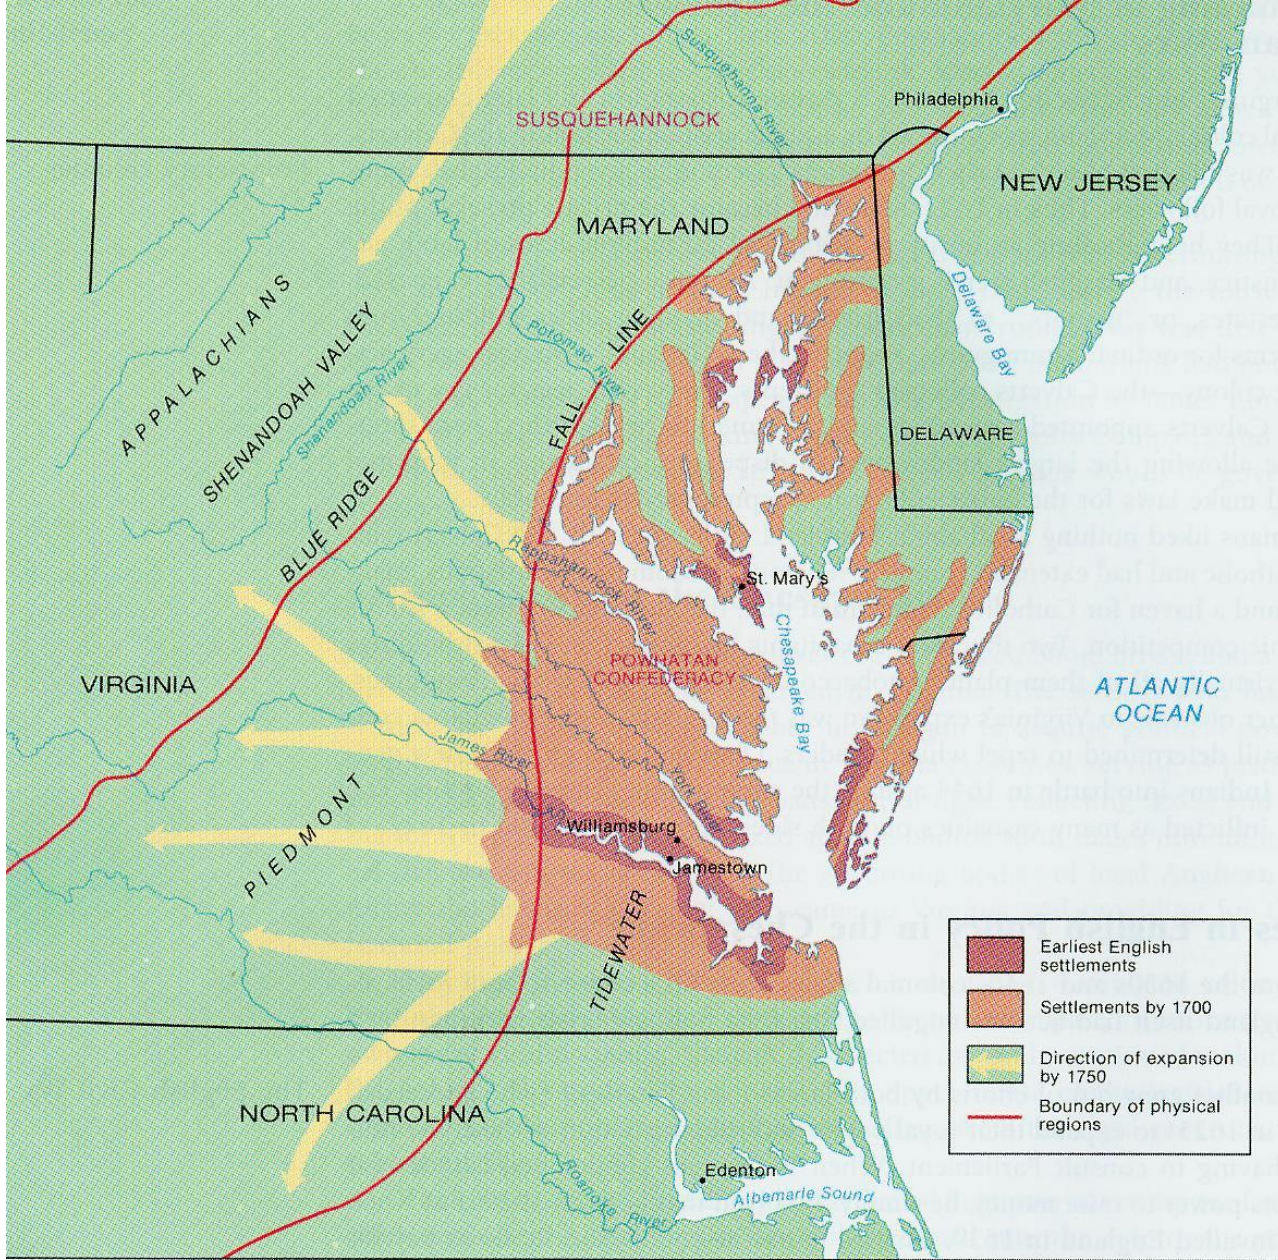 Susquehanna River
Philadelphia
SUSQUEHANNOCK
NEW JERSEY
MARYLAND
Delaware Bay
APPALACHIANS
SHENANDOAH VALLEY
Shenandoah River
Potomac River
FALL LINE
DELAWARE
BLUE RIDGE
Rappahannock River
St. Mary's
Chesapeake Bay
POWHATAN
CONFEDERACY
VIRGINIA
ATLANTIC
OCEAN
James River
York River
PIEDMONT
Williamsburg
Jamestown
TIDEWATER
Earliest English
settlements
Settlements by 1700
Direction of expansion
by 1750
Boundary of physical
regions
NORTH CAROLINA
Edenton
Albemarle Sound
Roanoke River